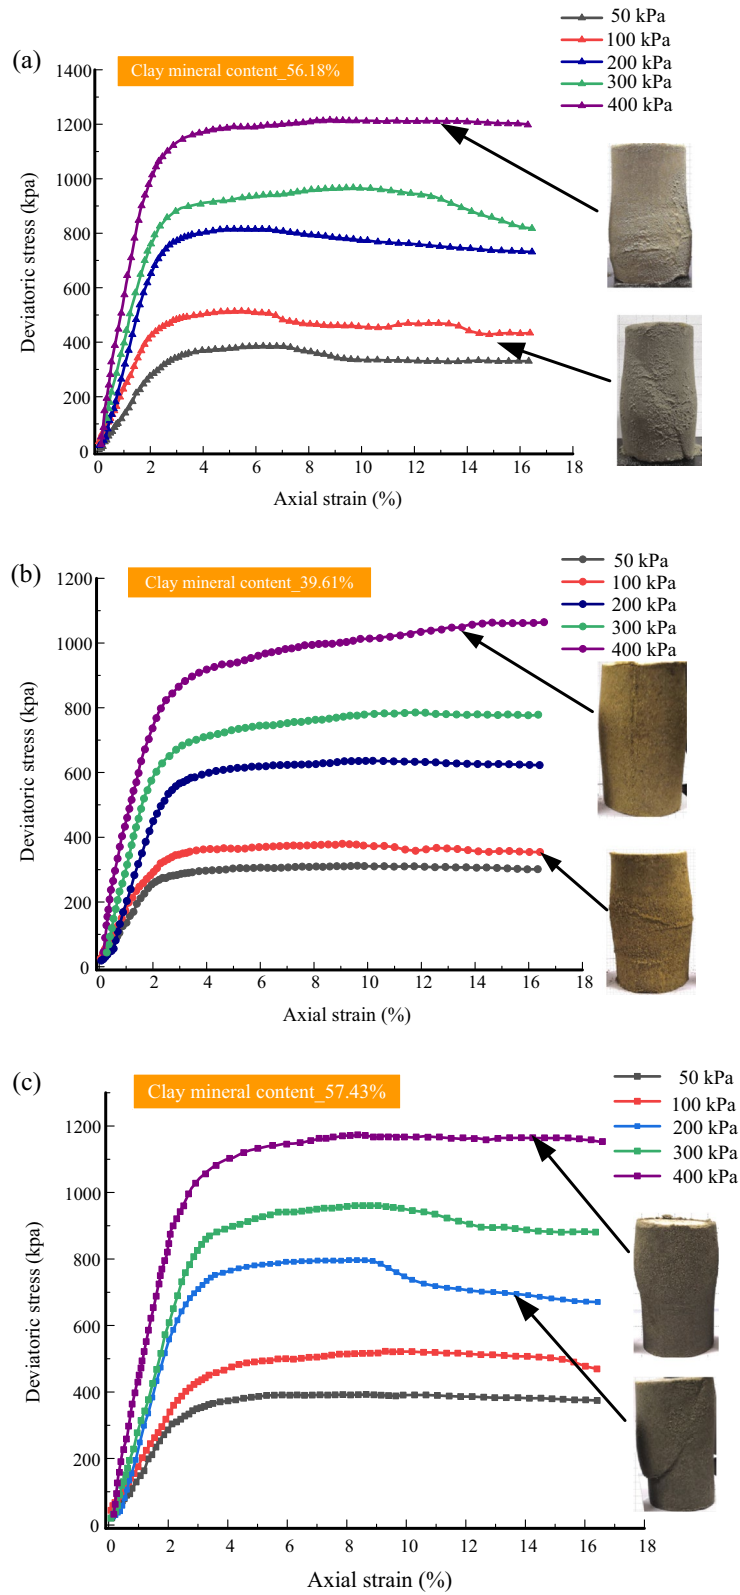 (a)
Clay mineral content_56.18%
50 kPa
100 kPa
200 kPa
300 kPa
400 kPa
Deviatoric stress (kpa)
1400
1200
1000
800
600
400
200
0
0 2 4 6 8 10 12 14 16 18
Axial strain (%)
(b)
Clay mineral content_39.61%
50 kPa
100 kPa
200 kPa
300 kPa
400 kPa
Deviatoric stress (kpa)
1200
1000
800
600
400
200
0
0 2 4 6 8 10 12 14 16 18
Axial strain (%)
(c)
Clay mineral content_57.43%
50 kPa
100 kPa
200 kPa
300 kPa
400 kPa
Deviatoric stress (kpa)
1200
1000
800
600
400
200
0
0 2 4 6 8 10 12 14 16 18
Axial strain (%)